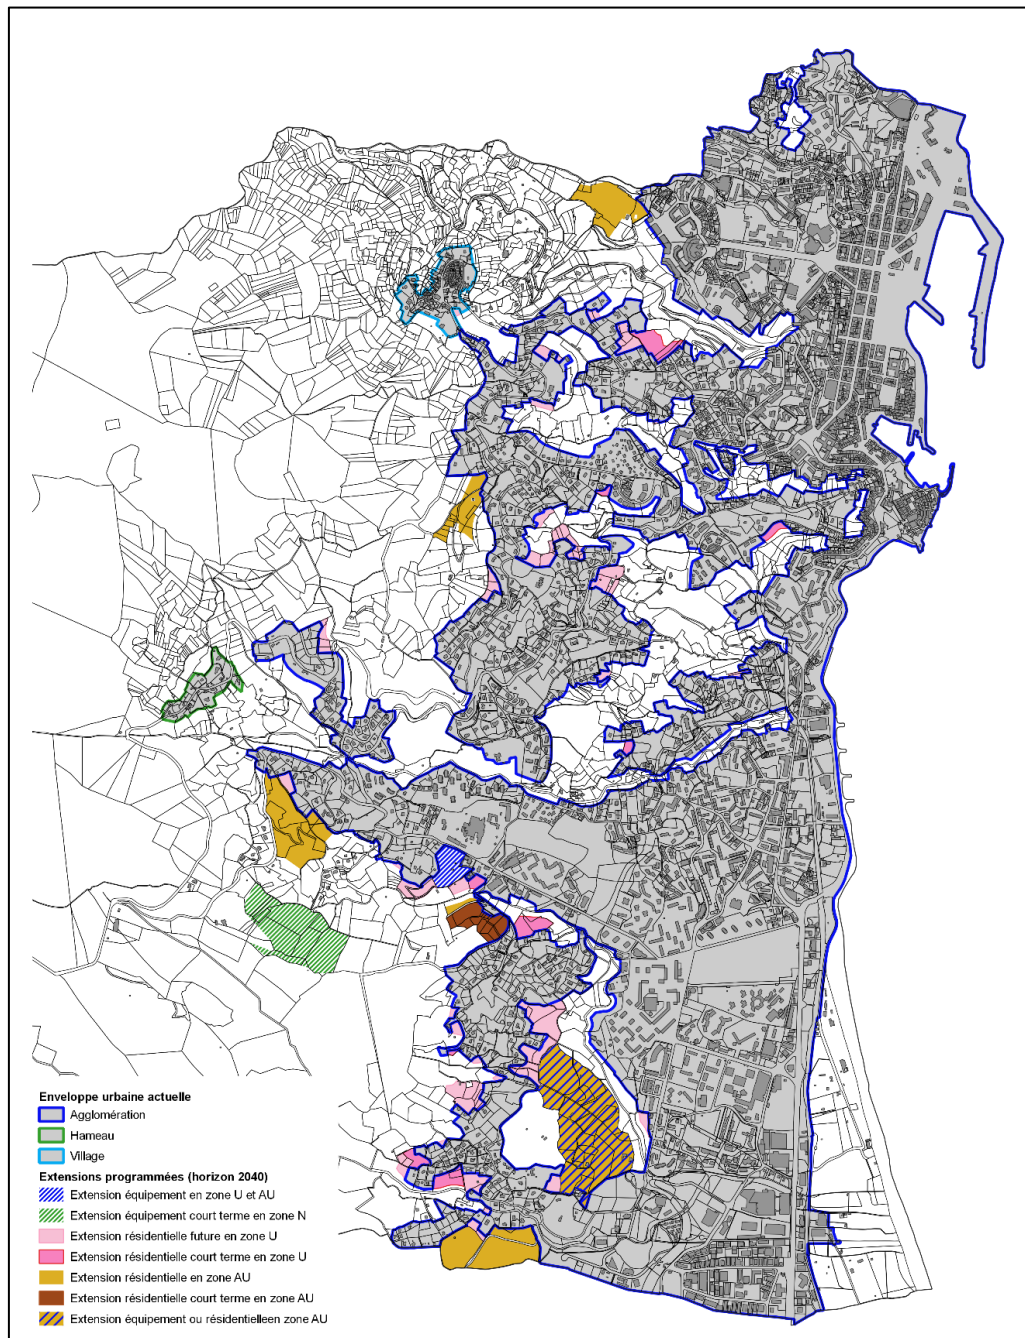 Enveloppe urbaine actuelle
Agglomération
Hameau
Village
Extensions programmées (horizon 2040)
Extension équipement en zone U et AU
Extension équipement court terme en zone N
Extension résidentielle future en zone U
Extension résidentielle court terme en zone U
Extension résidentielle en zone AU
Extension résidentielle court terme en zone AU
Extension équipement ou résidentielleen zone AU